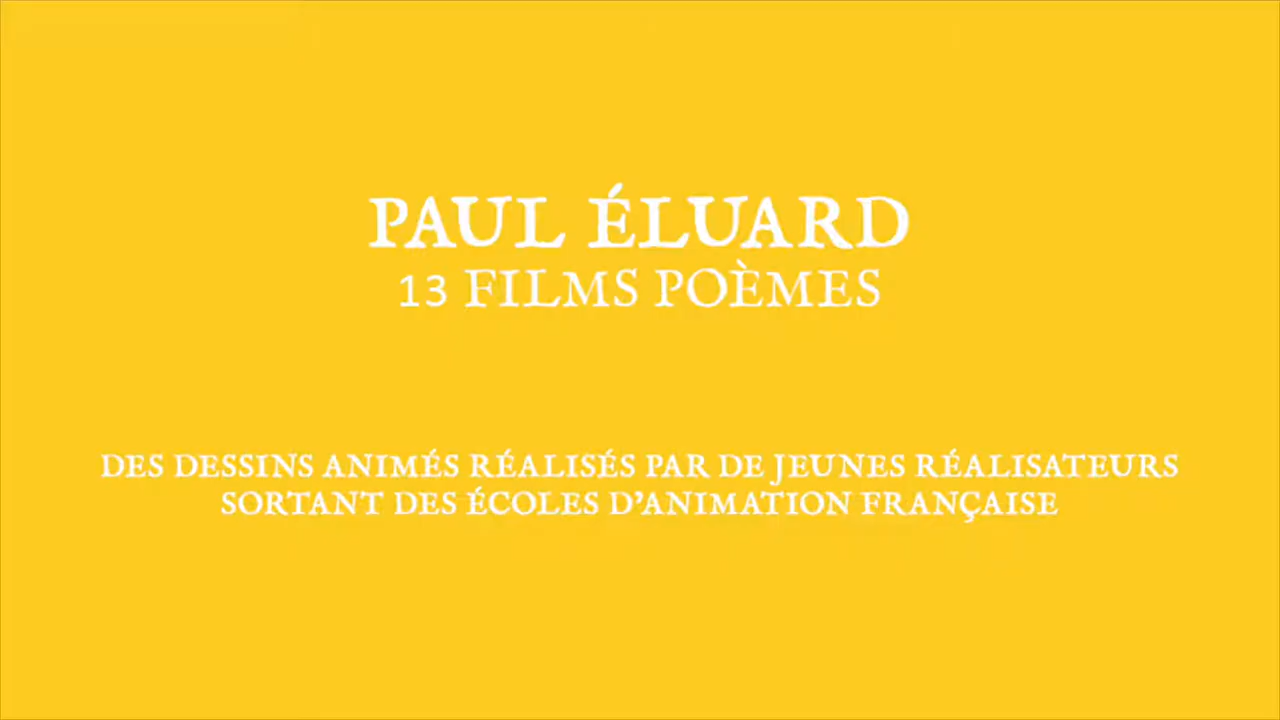 PAUL ÉLUARD
13 FILMS POÈMES
DES DESSINS ANIMÉS RÉALISÉS PAR DE JEUNES RÉALISATEURS
SORTANT DES ÉCOLES D'ANIMATION FRANÇAISE